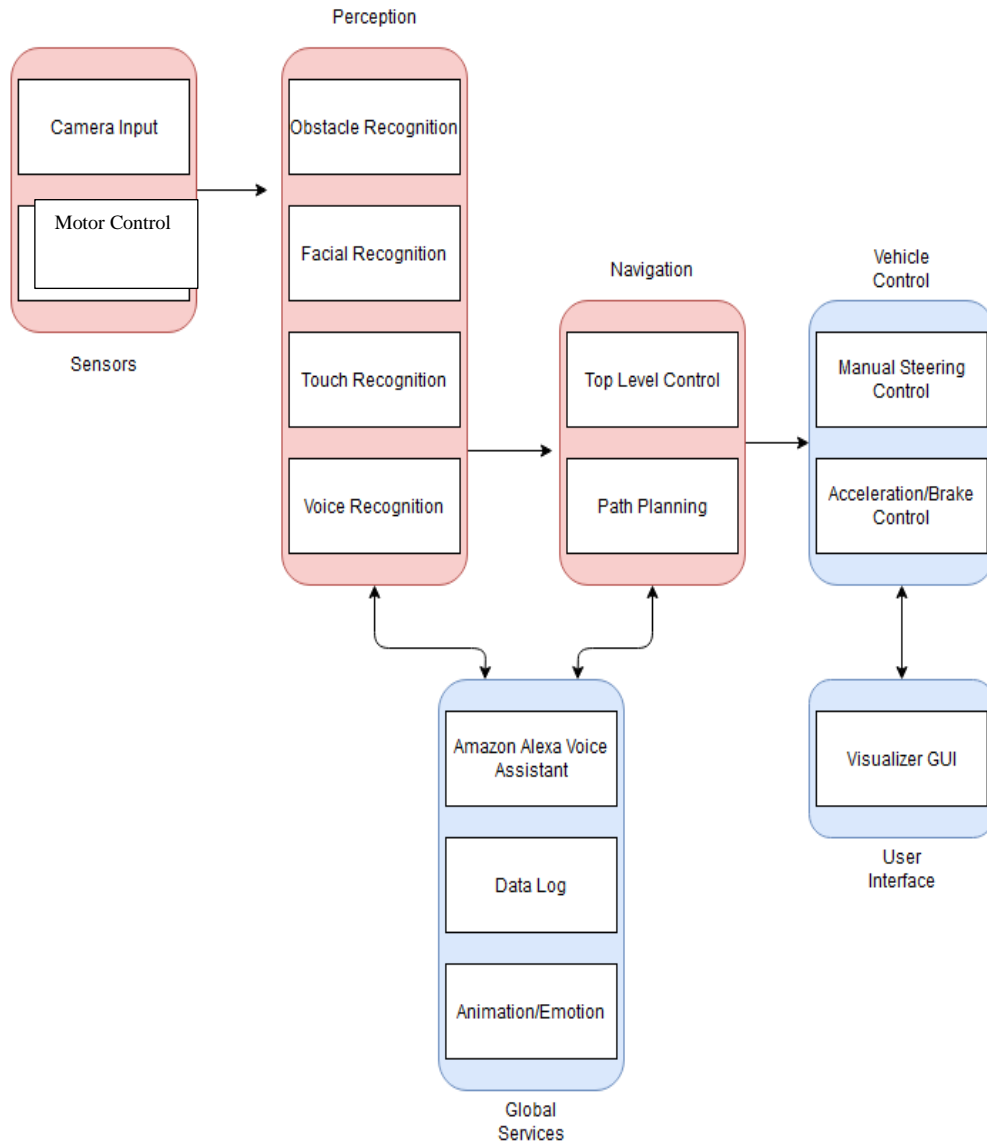 Perception
Camera Input
Motor Control
Sensors
Obstacle Recognition
Facial Recognition
Touch Recognition
Voice Recognition
Navigation
Top Level Control
Path Planning
Vehicle
Control
Manual Steering
Control
Acceleration/Brake
Control
Amazon Alexa Voice
Assistant
Data Log
Animation/Emotion
Global
Services
Visualizer GUI
User
Interface